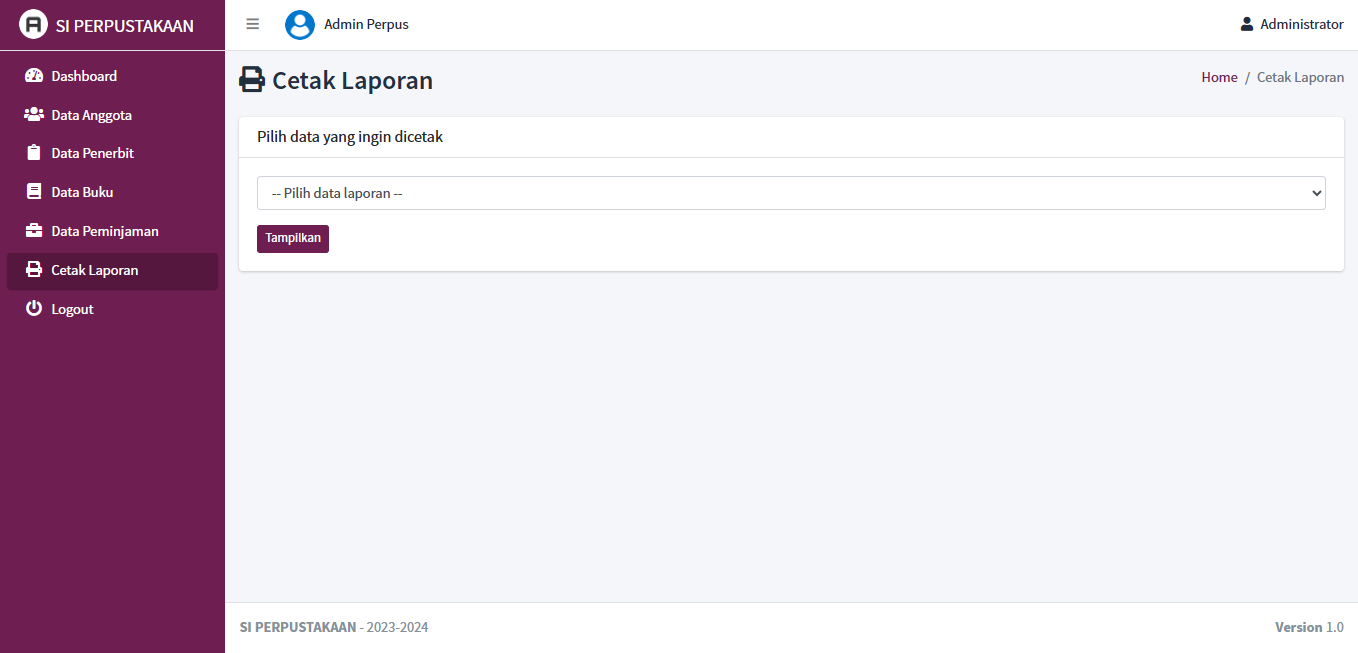 SI PERPUSTAKAAN
Dashboard
Data Anggota
Data Penerbit
Data Buku
Data Peminjaman
Cetak Laporan
Logout
Admin Perpus
Administrator
Cetak Laporan
Home / Cetak Laporan
Pilih data yang ingin dicetak
-- Pilih data laporan --
Tampilkan
SI PERPUSTAKAAN - 2023-2024
Version 1.0